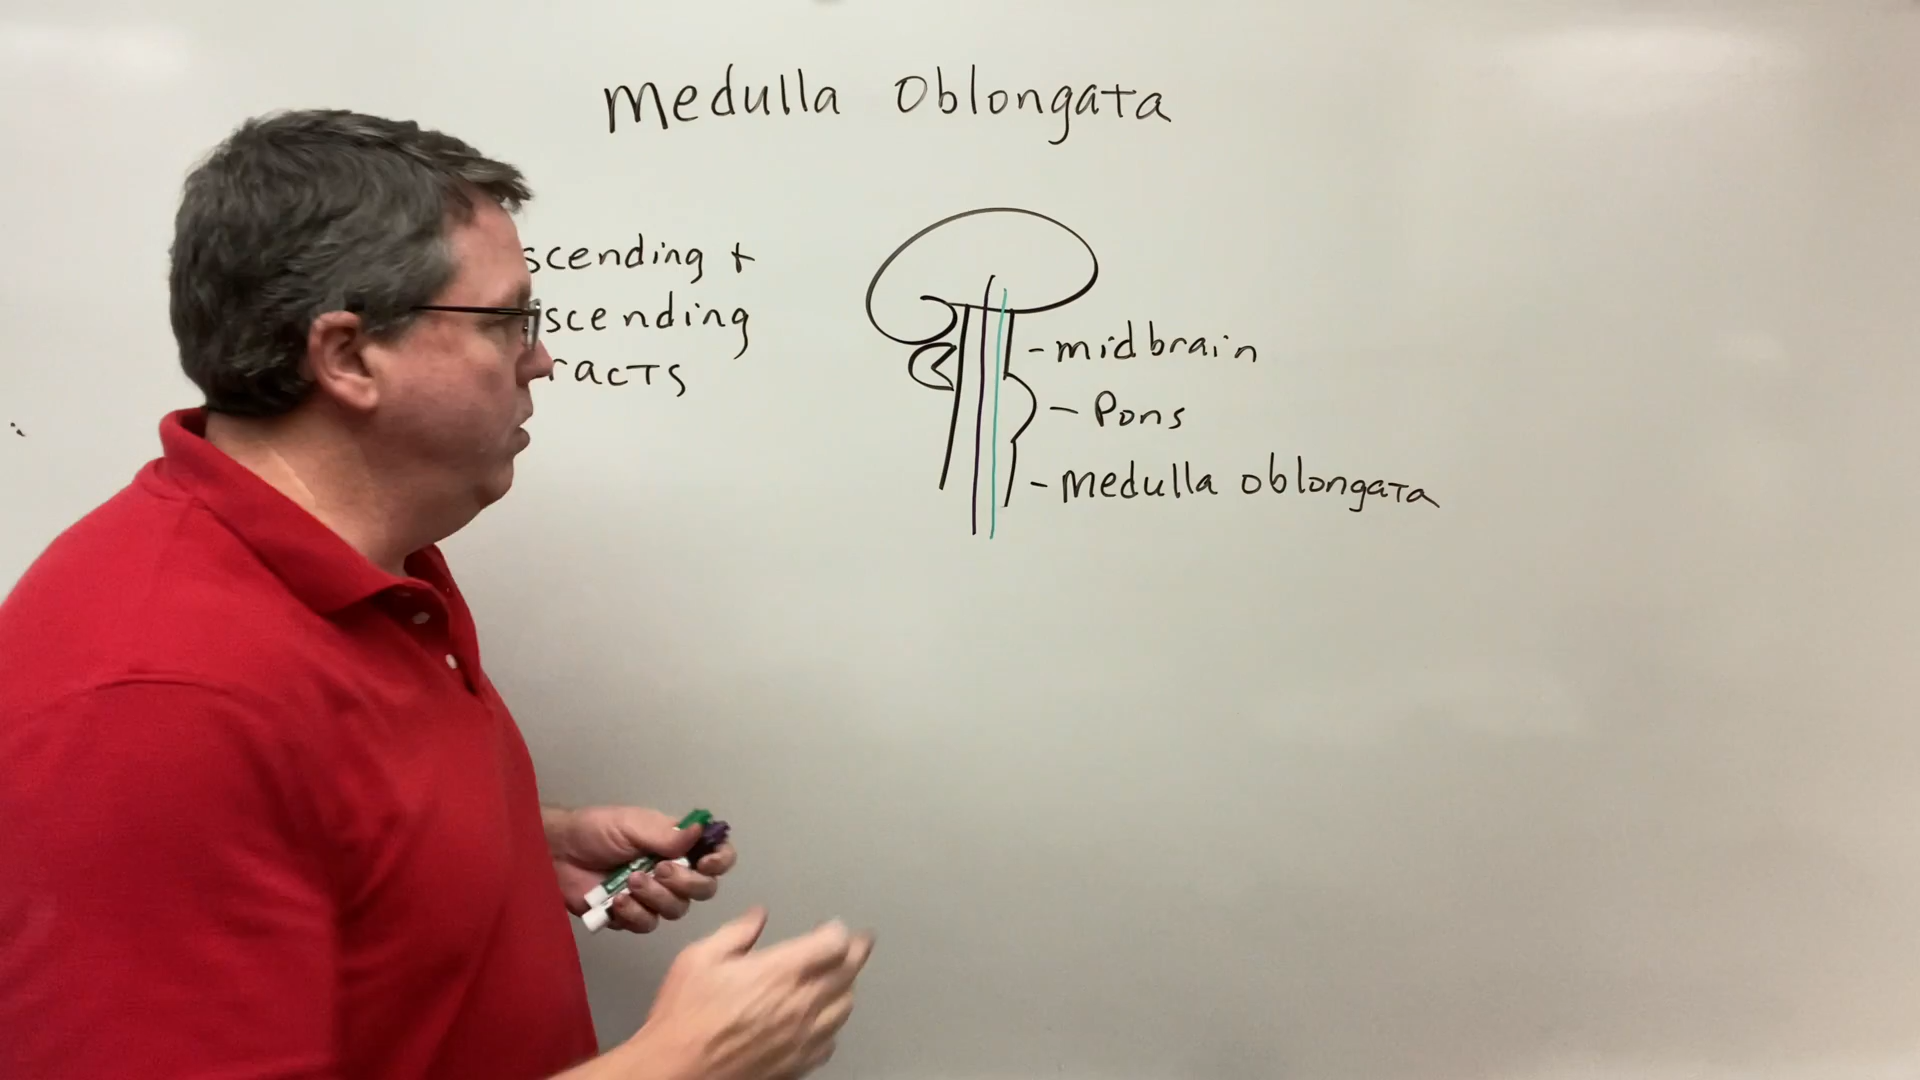 Medulla Oblongata
scending +
scending
racts
- midbrain
- Pons
- Medulla oblongata